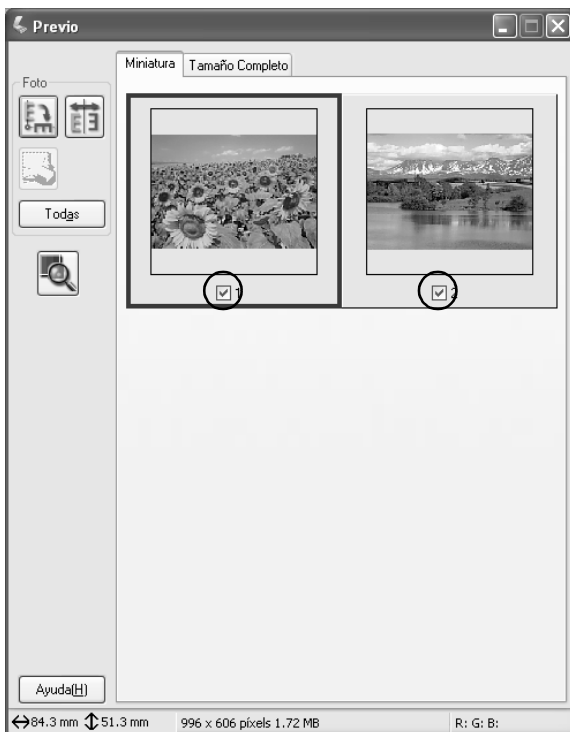 Previo
Miniatura
Tamaño Completo
Foto
Todas
1
2
Ayuda(H)
84.3 mm 51.3 mm
996 x 606 píxels 1.72 MB
R: G: B: